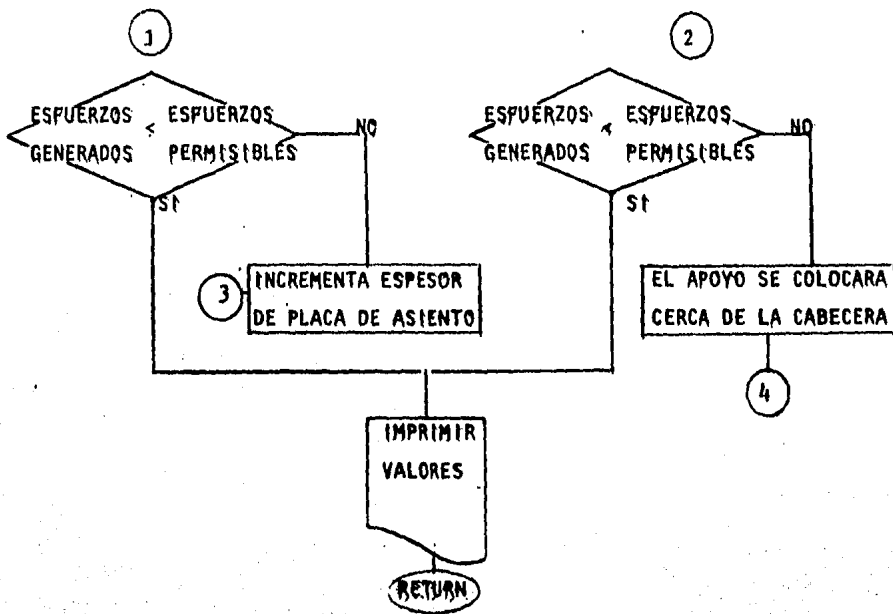 1
ESFUERZOS < ESFUERZOS
GENERADOS PERMISIBLES
NO
SI
3
INCREMENTA ESPESOR
DE PLACA DE ASIENTO
2
ESFUERZOS < ESFUERZOS
GENERADOS PERMISIBLES
NO
SI
EL APOYO SE COLOCARA
CERCA DE LA CABECERA
4
IMPRIMIR
VALORES
RETURN